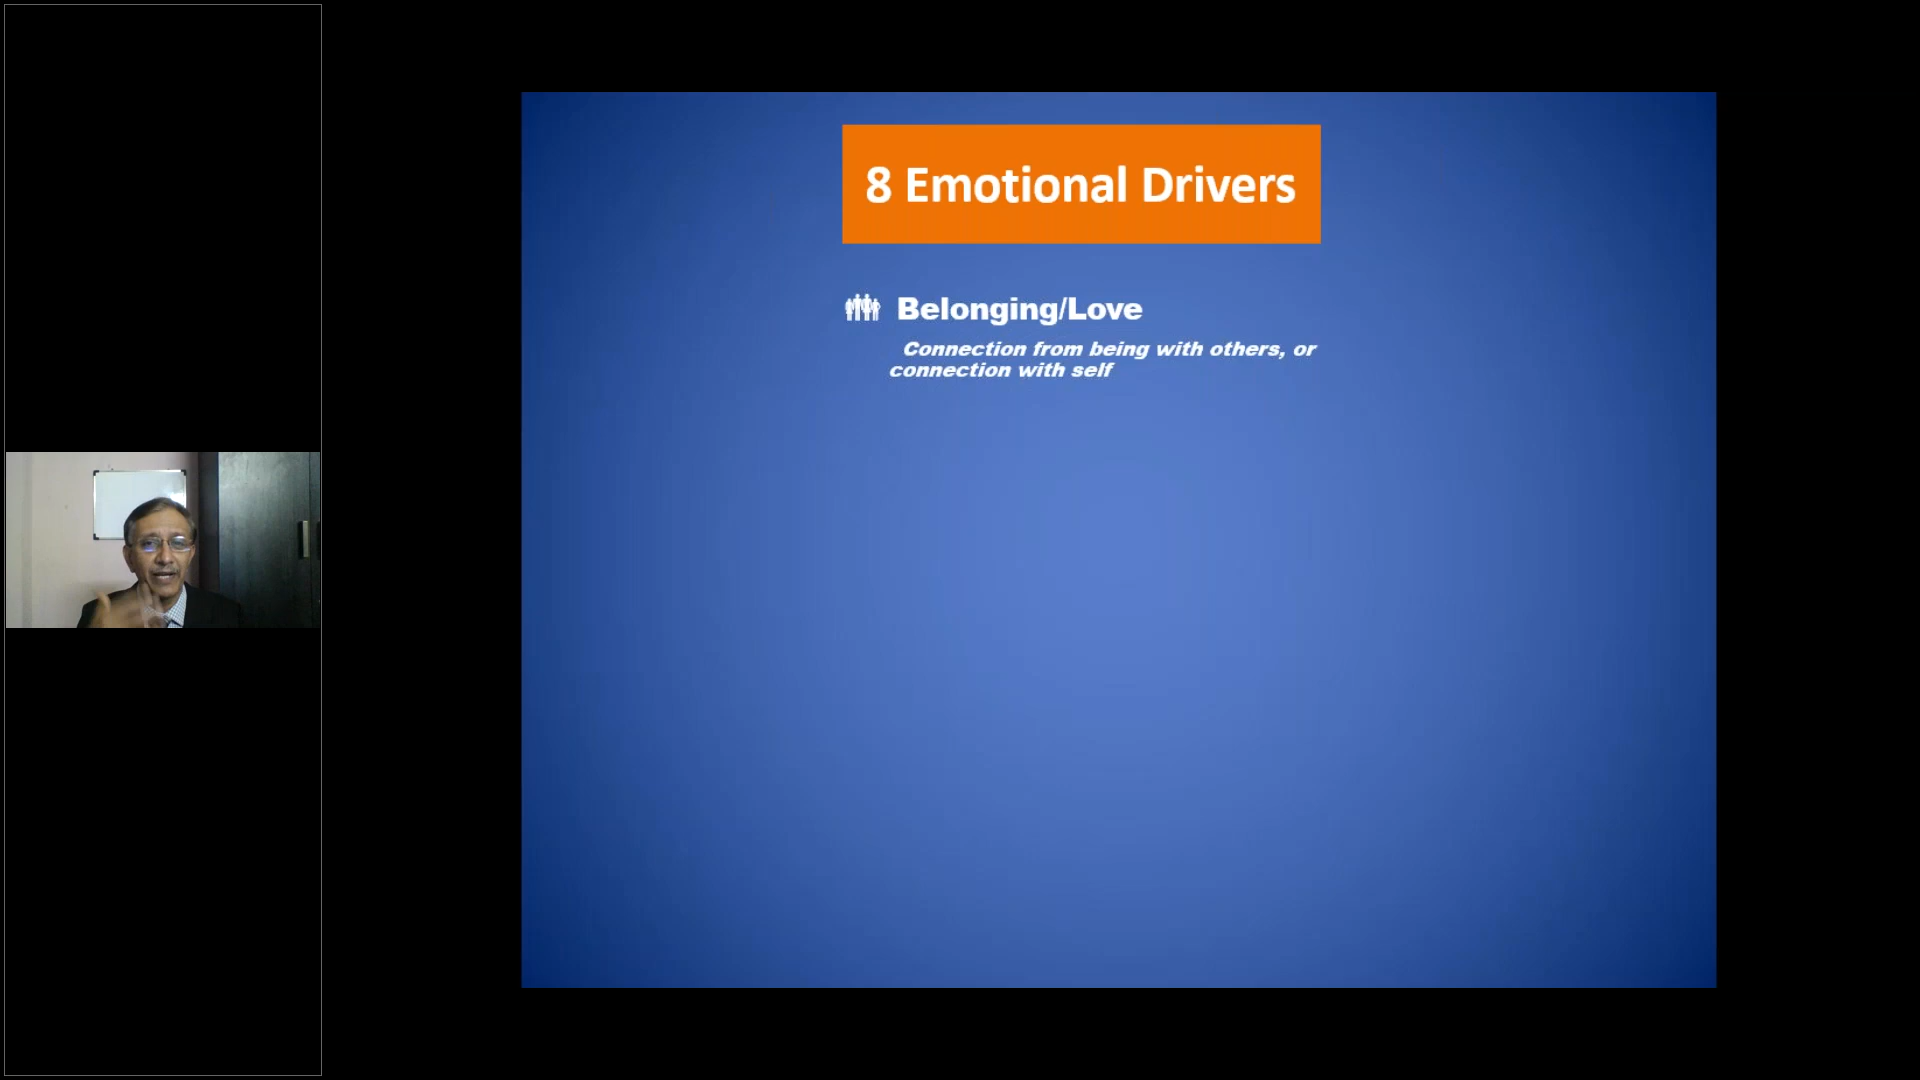 8 Emotional Drivers
Belonging/Love
Connection from being with others, or
connection with self